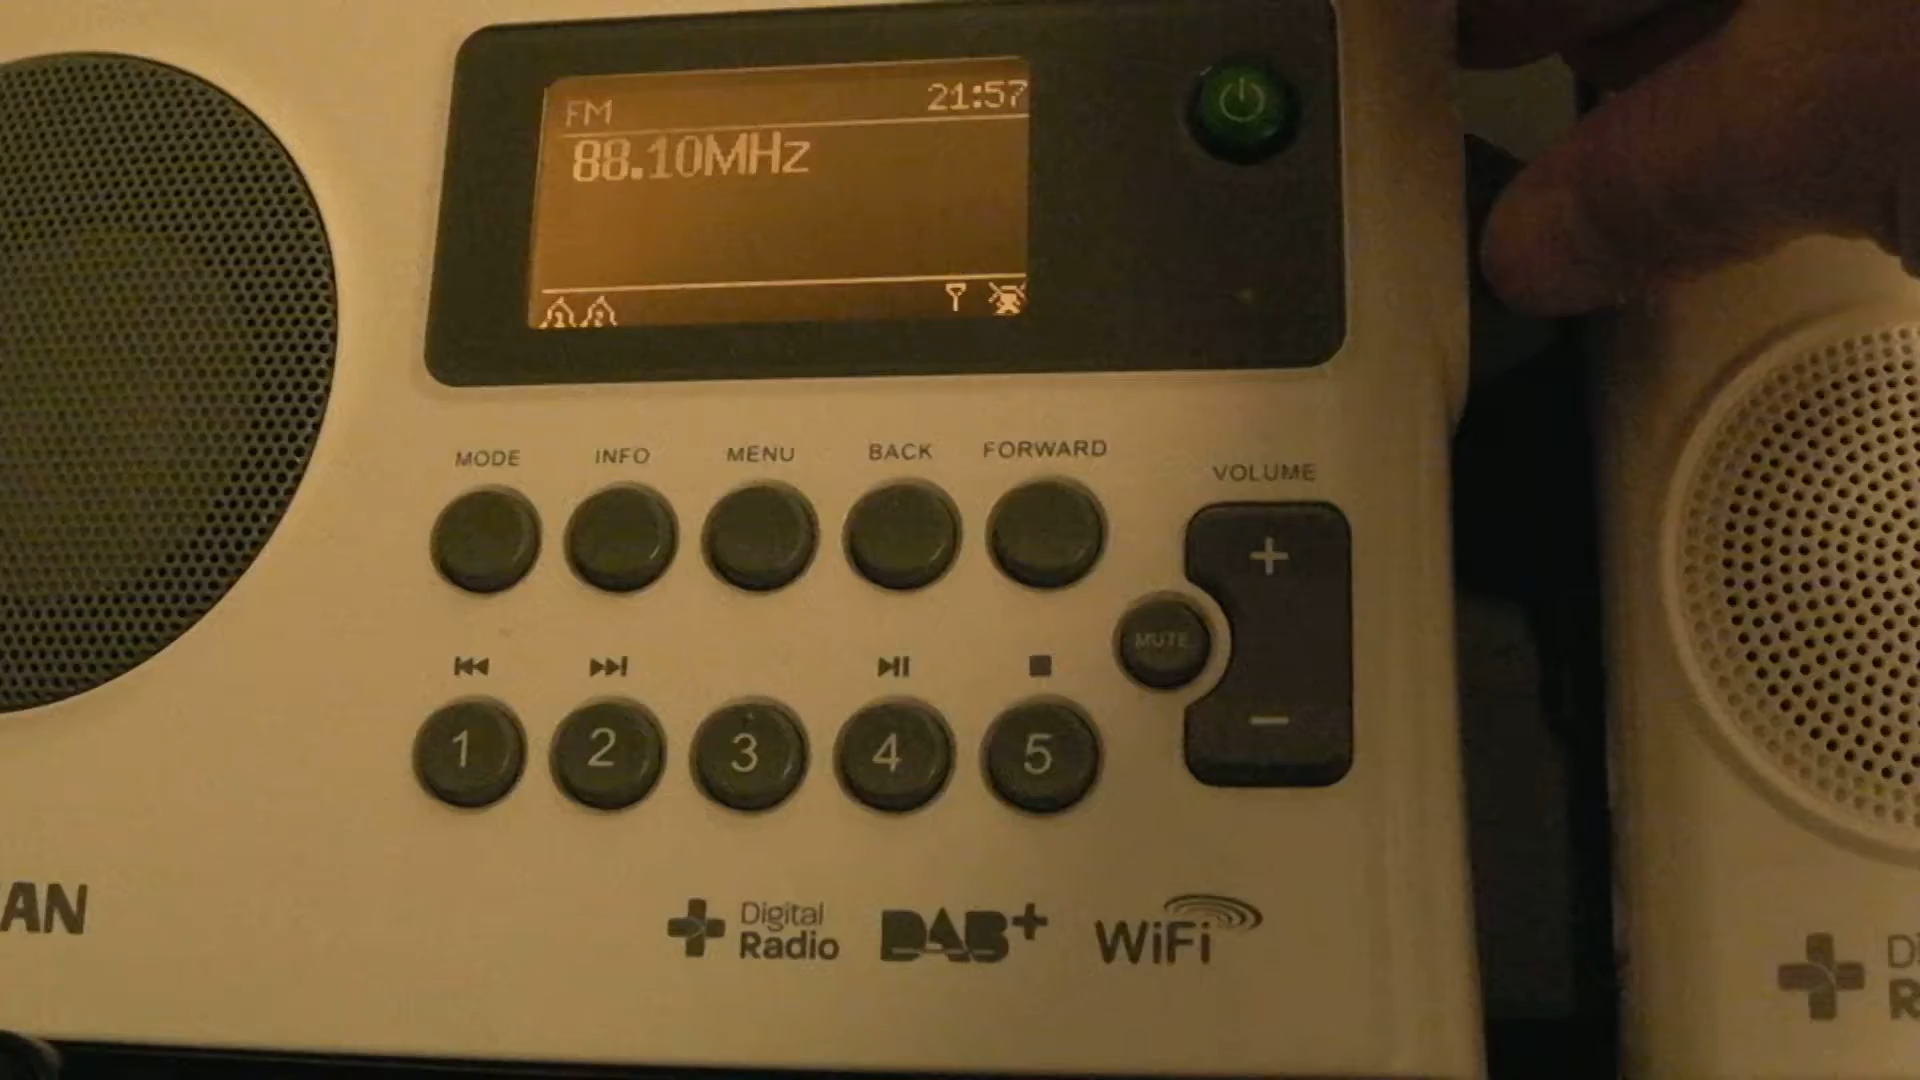 FM 21:57
88.10MHz
MODE INFO MENU BACK FORWARD
VOLUME
+
MUTE
−
1 2 3 4 5
AN
Digital Radio DAB+ WiFi